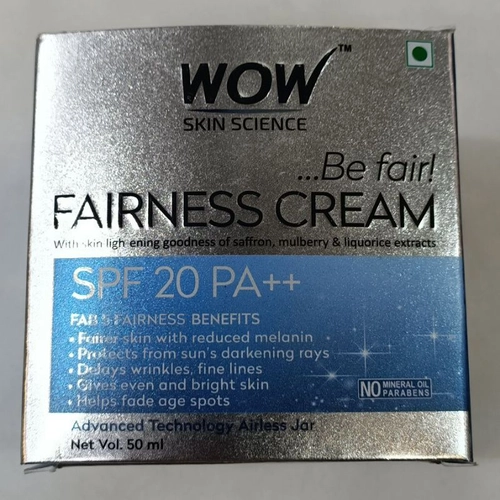 WOW™
SKIN SCIENCE
...Be fair!
FAIRNESS CREAM
With skin lightening goodness of saffron, mulberry & liquorice extracts
SPF 20 PA++
FAB 5 FAIRNESS BENEFITS
• Fairer skin with reduced melanin
• Protects from sun's darkening rays
• Delays wrinkles, fine lines
• Gives even and bright skin
• Helps fade age spots
NO MINERAL OIL
PARABENS
Advanced Technology Airless Jar
Net Vol. 50 ml